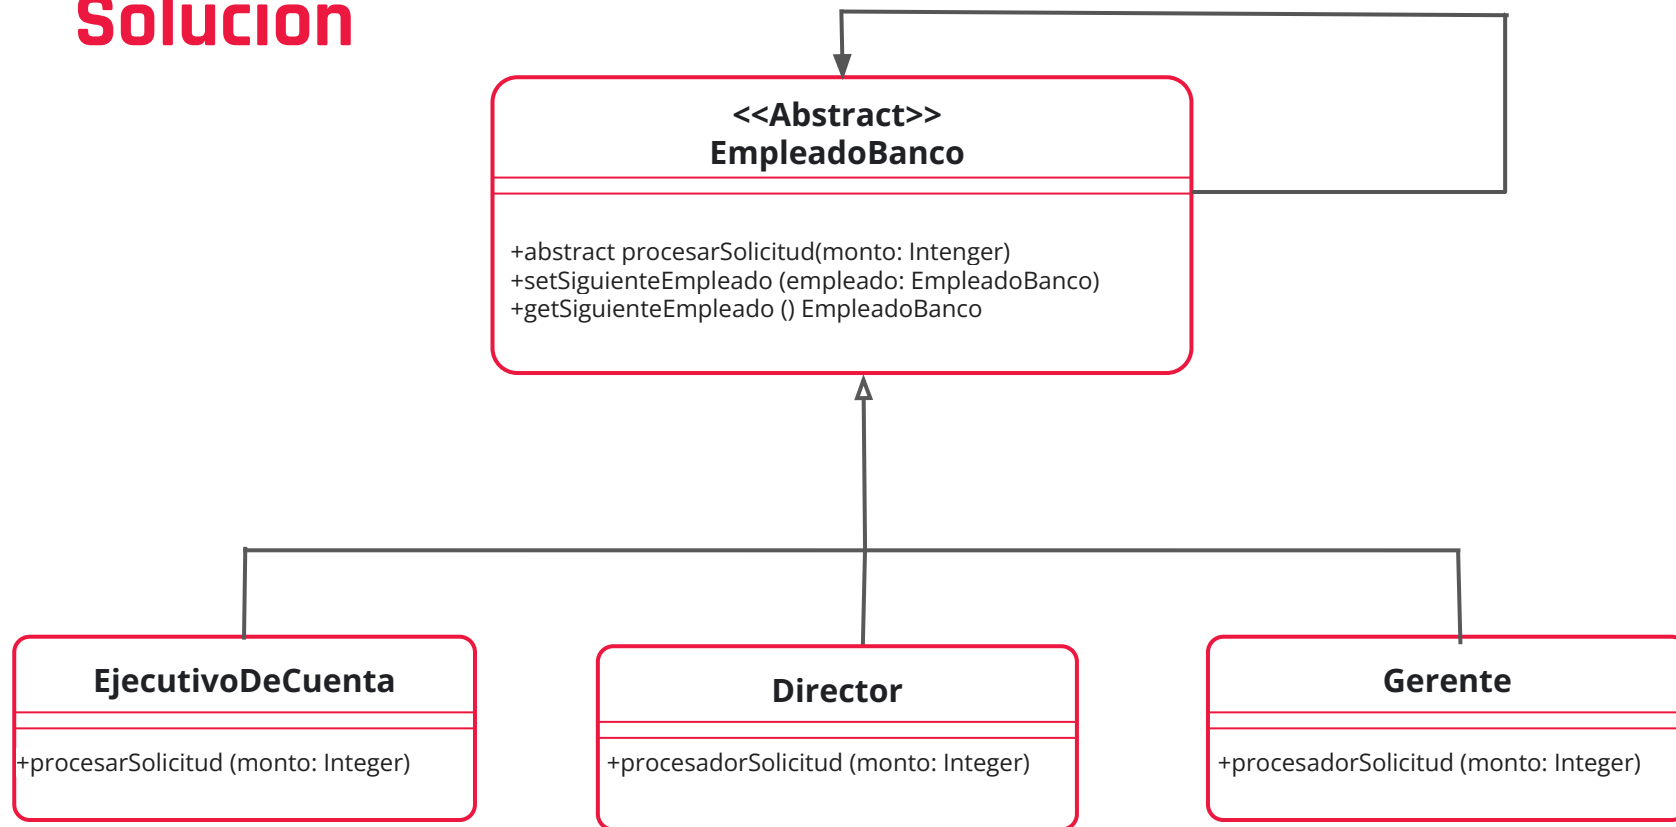 Solución
<<Abstract>>
EmpleadoBanco
+abstract procesarSolicitud(monto: Intenger)
+setSiguienteEmpleado (empleado: EmpleadoBanco)
+getSiguienteEmpleado () EmpleadoBanco
EjecutivoDeCuenta
+procesarSolicitud (monto: Integer)
Director
+procesadorSolicitud (monto: Integer)
Gerente
+procesadorSolicitud (monto: Integer)